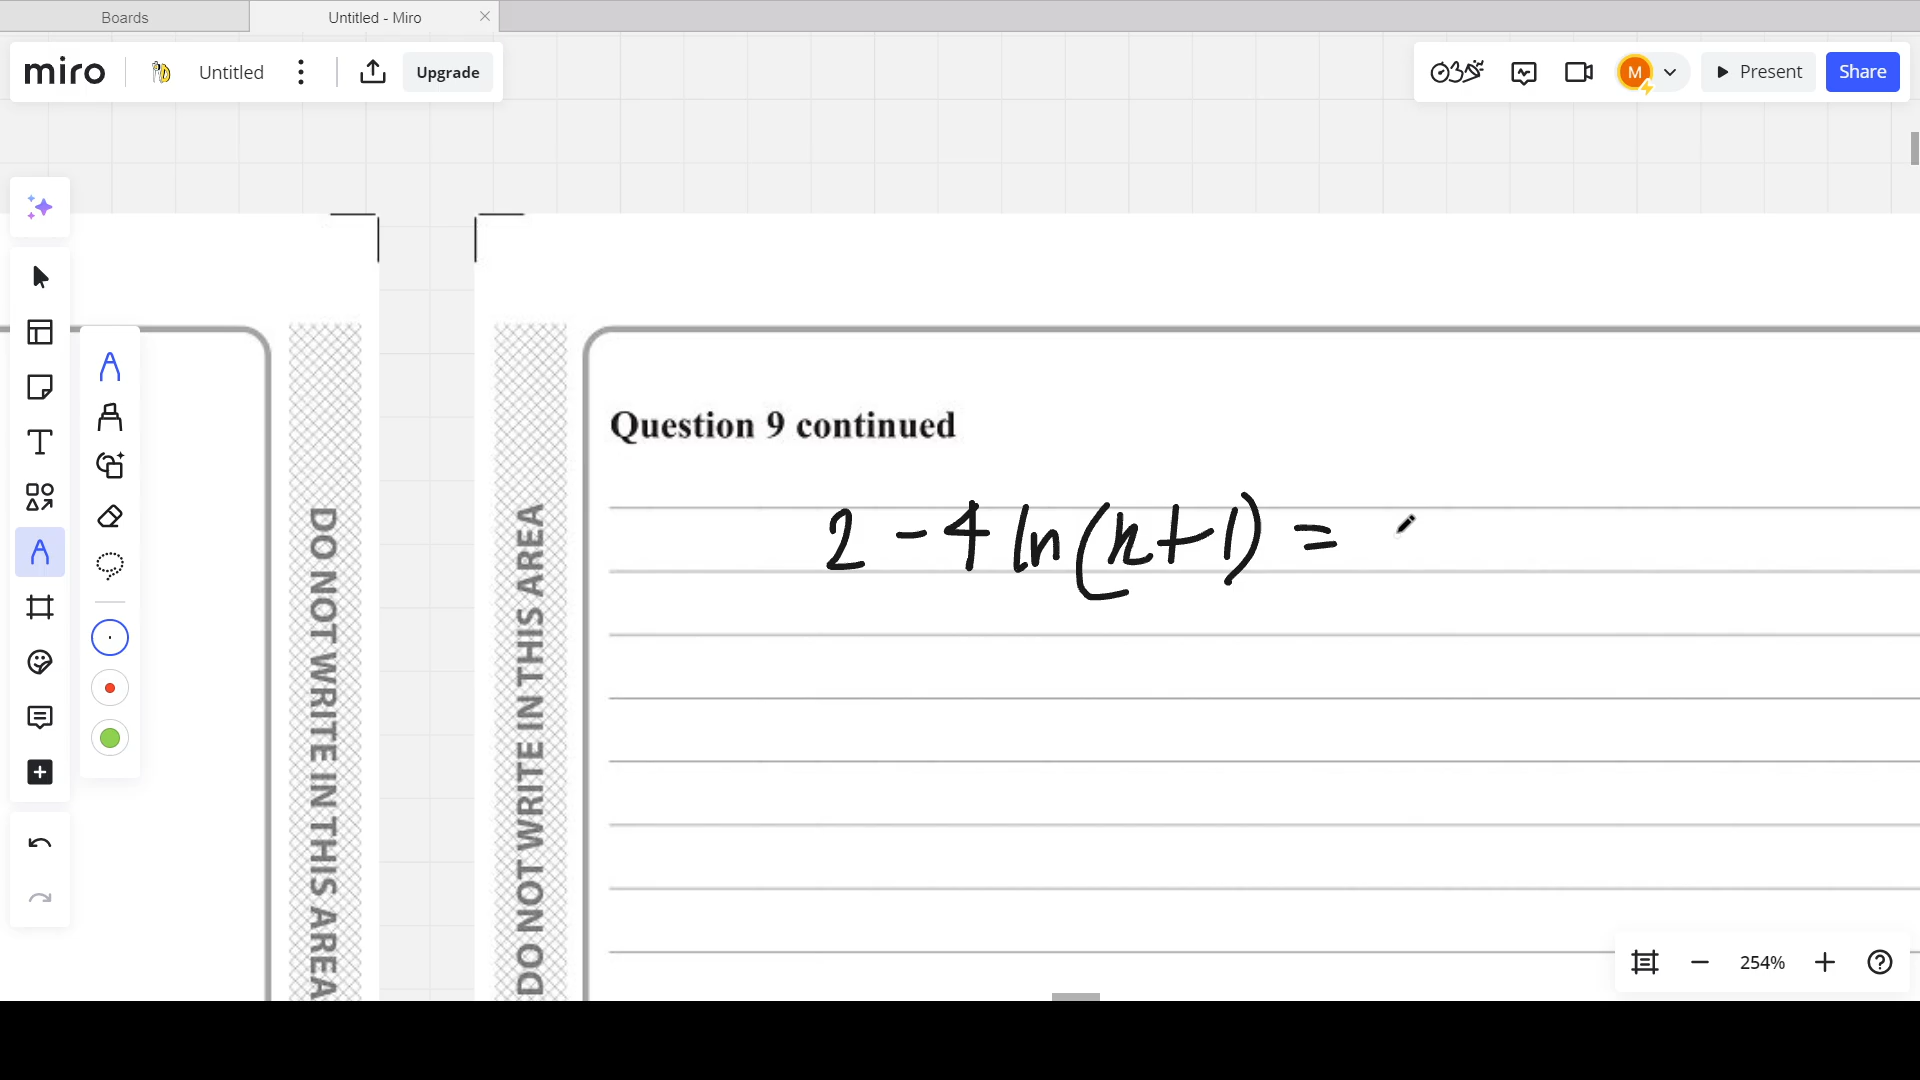 Boards
Untitled - Miro
miro
Untitled
Upgrade
M
Present
Share
Question 9 continued
2 - 4 ln(x+1) =
DO NOT WRITE IN THIS AREA
DO NOT WRITE IN THIS AREA
254%